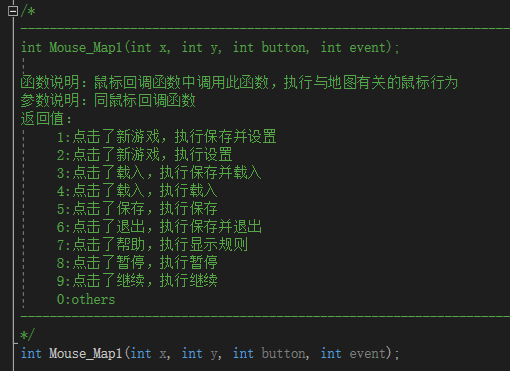 /*
--------------------------------------------------------------
int Mouse_Map1(int x, int y, int button, int event);
函数说明：鼠标回调函数中调用此函数，执行与地图有关的鼠标行为
参数说明：同鼠标回调函数
返回值：
1:点击了新游戏，执行保存并设置
2:点击了新游戏，执行设置
3:点击了载入，执行保存并载入
4:点击了载入，执行载入
5:点击了保存，执行保存
6:点击了退出，执行保存并退出
7:点击了帮助，执行显示规则
8:点击了暂停，执行暂停
9:点击了继续，执行继续
0:others
--------------------------------------------------------------
*/
int Mouse_Map1(int x, int y, int button, int event);